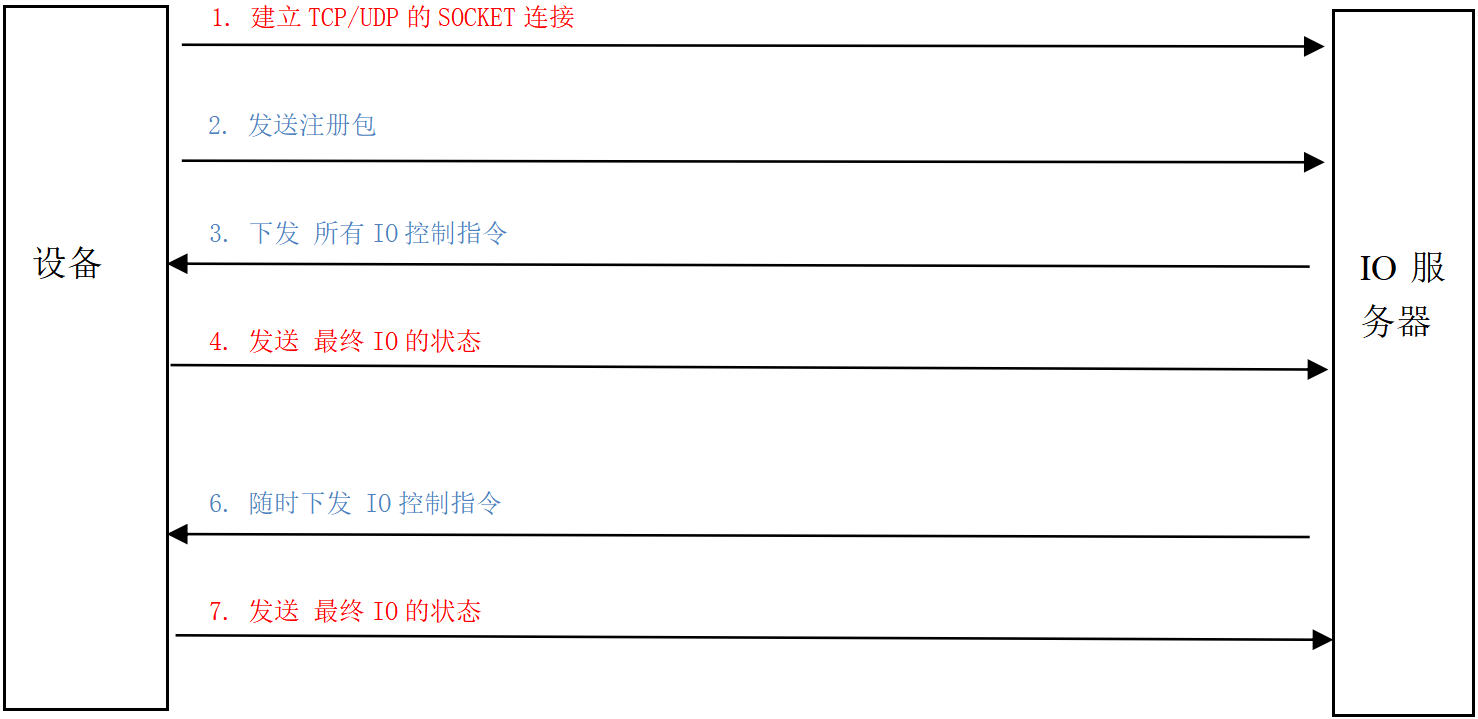 1. 建立 TCP/UDP 的 SOCKET 连接
2. 发送注册包
3. 下发 所有 IO 控制指令
设备
IO 服
务器
4. 发送 最终 IO 的状态
6. 随时下发 IO 控制指令
7. 发送 最终 IO 的状态